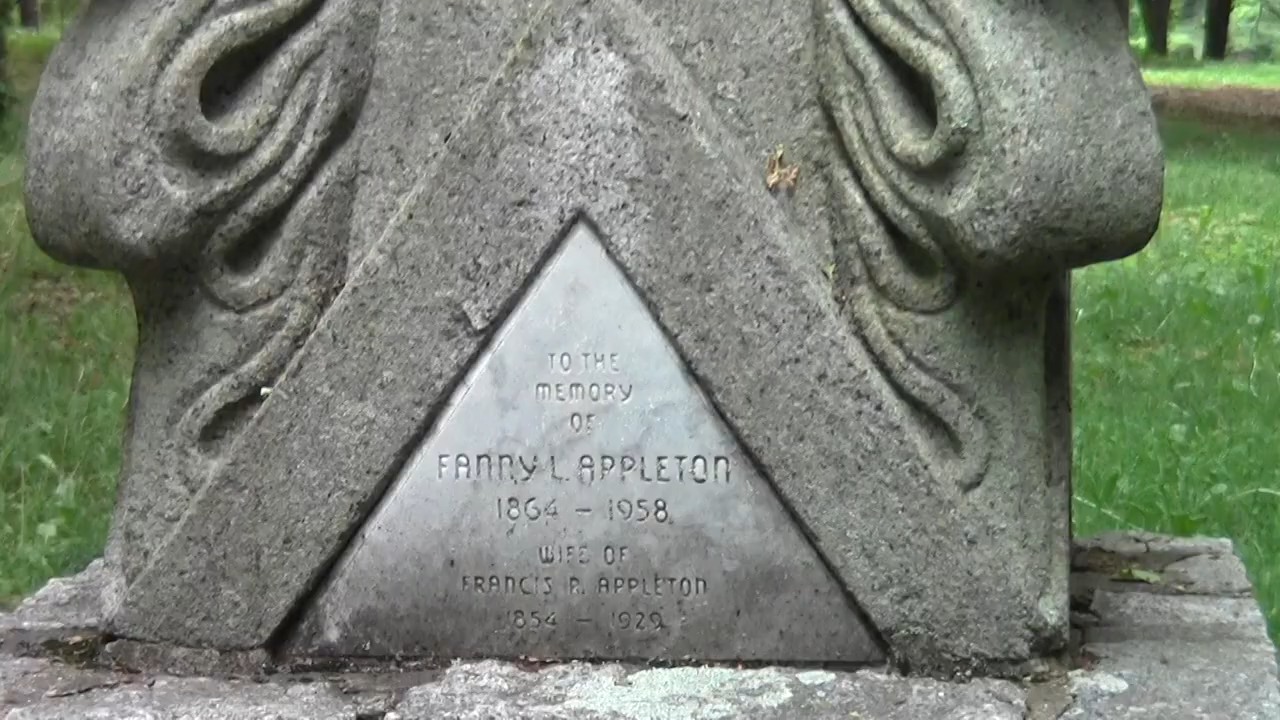 TO THE
MEMORY
OF
FANNY L. APPLETON
1864 – 1958
WIFE OF
FRANCIS R. APPLETON
1854 – 1929